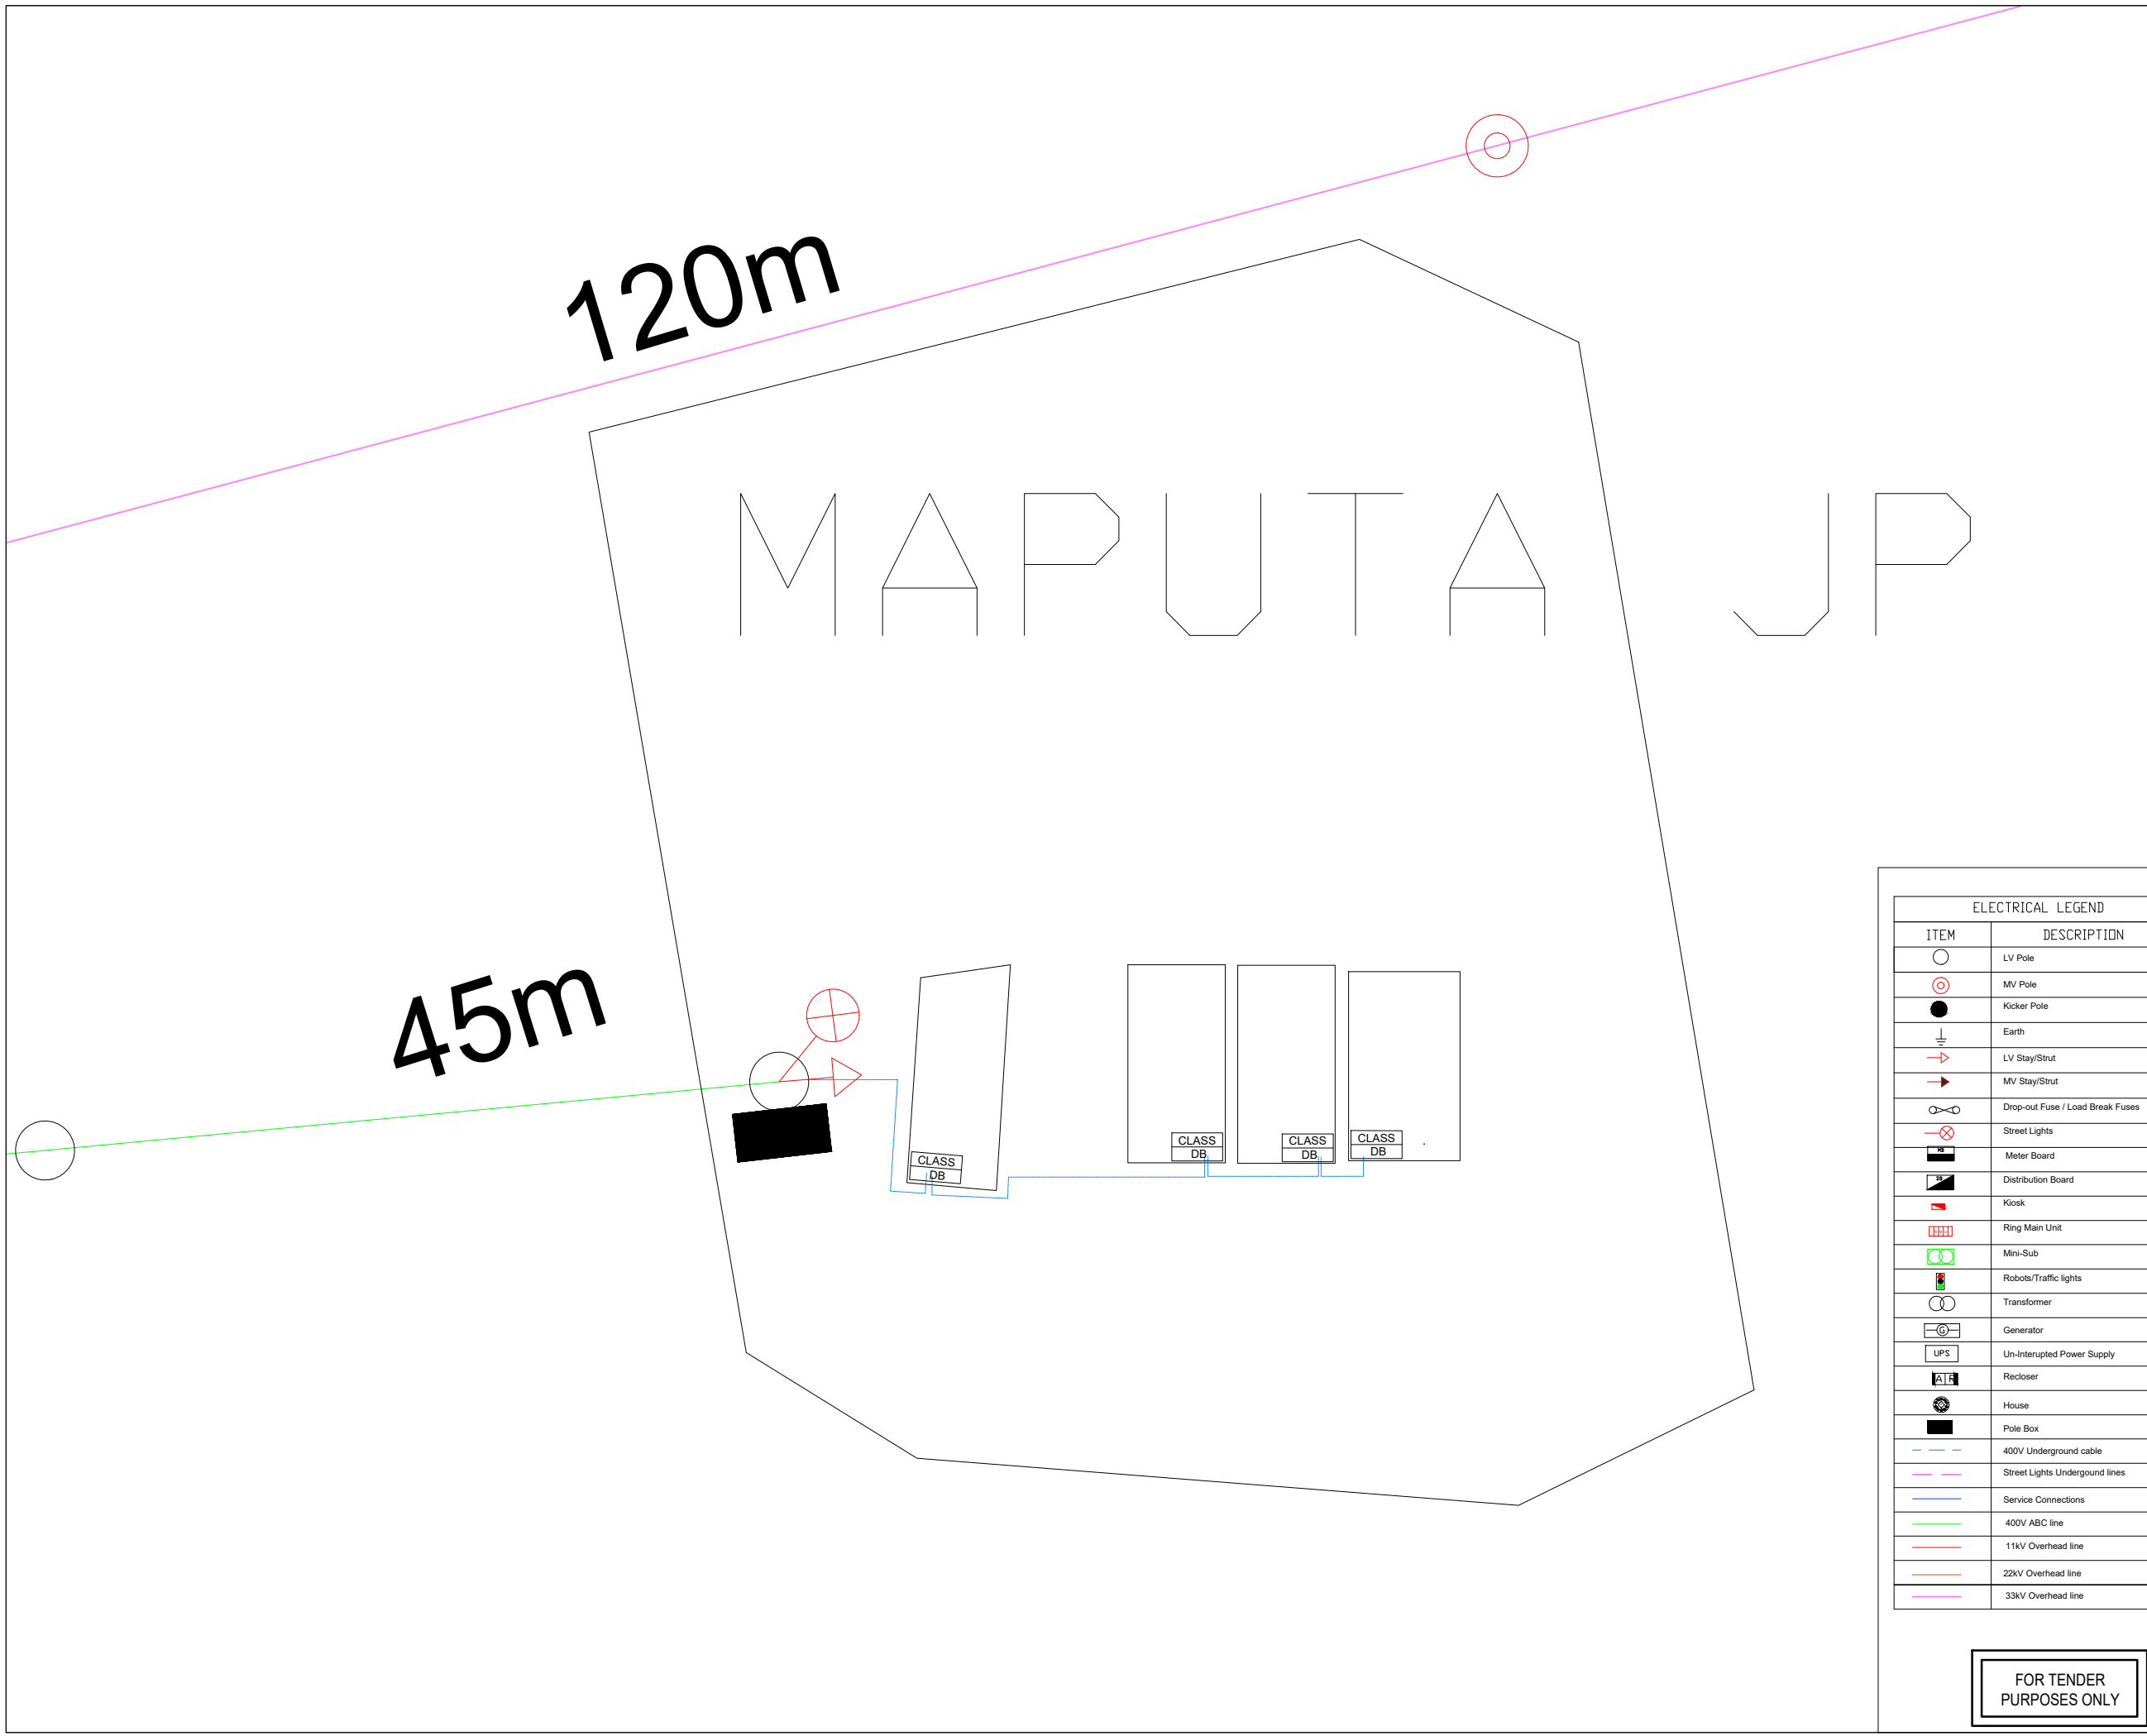 120m
MAPUTA JP
45m
CLASS
DB
CLASS
DB
CLASS
DB
CLASS
DB
ELECTRICAL LEGEND
ITEM DESCRIPTION
LV Pole
MV Pole
Kicker Pole
Earth
LV Stay/Strut
MV Stay/Strut
Drop-out Fuse / Load Break Fuses
Street Lights
MB Meter Board
DB Distribution Board
Kiosk
Ring Main Unit
Mini-Sub
Robots/Traffic lights
Transformer
G Generator
UPS Un-Interupted Power Supply
A R Recloser
House
Pole Box
400V Underground cable
Street Lights Undergound lines
Service Connections
400V ABC line
11kV Overhead line
22kV Overhead line
33kV Overhead line
FOR TENDER
PURPOSES ONLY